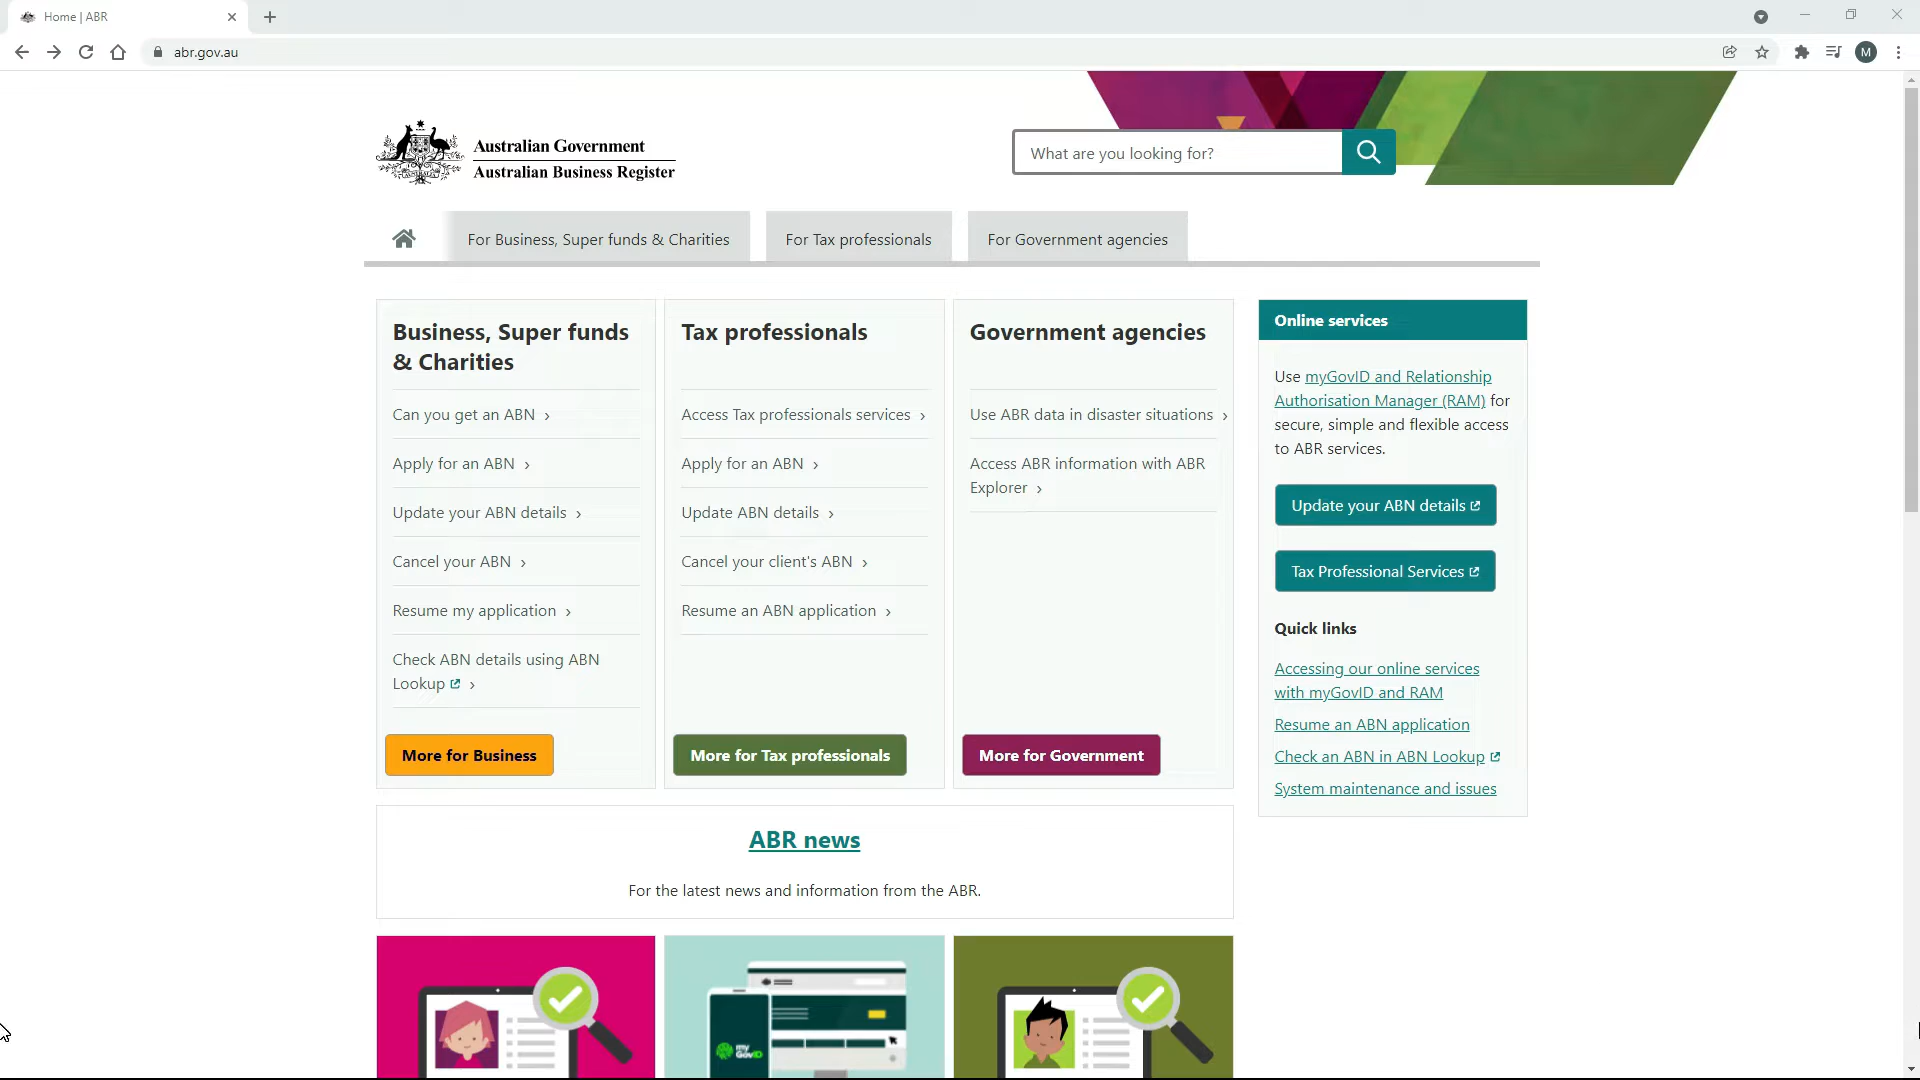 Home | ABR
abr.gov.au
M
Australian Government
Australian Business Register
What are you looking for?
For Business, Super funds & Charities
For Tax professionals
For Government agencies
Business, Super funds
& Charities
Can you get an ABN
Apply for an ABN
Update your ABN details
Cancel your ABN
Resume my application
Check ABN details using ABN
Lookup
More for Business
Tax professionals
Access Tax professionals services
Apply for an ABN
Update ABN details
Cancel your client's ABN
Resume an ABN application
More for Tax professionals
Government agencies
Use ABR data in disaster situations
Access ABR information with ABR
Explorer
More for Government
Online services
Use myGovID and Relationship
Authorisation Manager (RAM) for
secure, simple and flexible access
to ABR services.
Update your ABN details
Tax Professional Services
Quick links
Accessing our online services
with myGovID and RAM
Resume an ABN application
Check an ABN in ABN Lookup
System maintenance and issues
ABR news
For the latest news and information from the ABR.
my
GovID